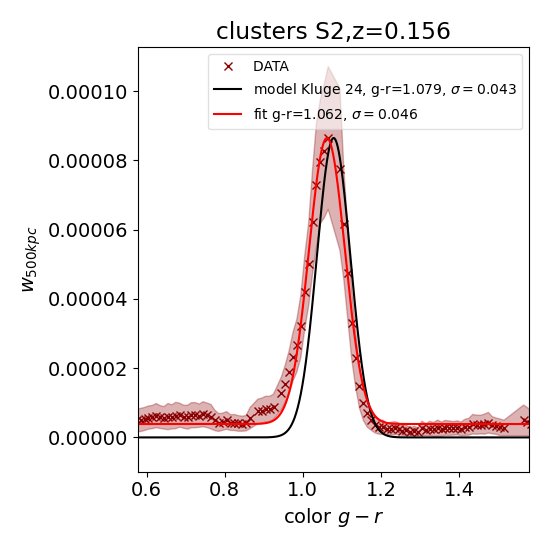 clusters S2,z=0.156
DATA
model Kluge 24, g-r=1.079, σ = 0.043
fit g-r=1.062, σ = 0.046
0.00010
0.00008
0.00006
0.00004
0.00002
0.00000
w500kpc
0.6 0.8 1.0 1.2 1.4
color g − r